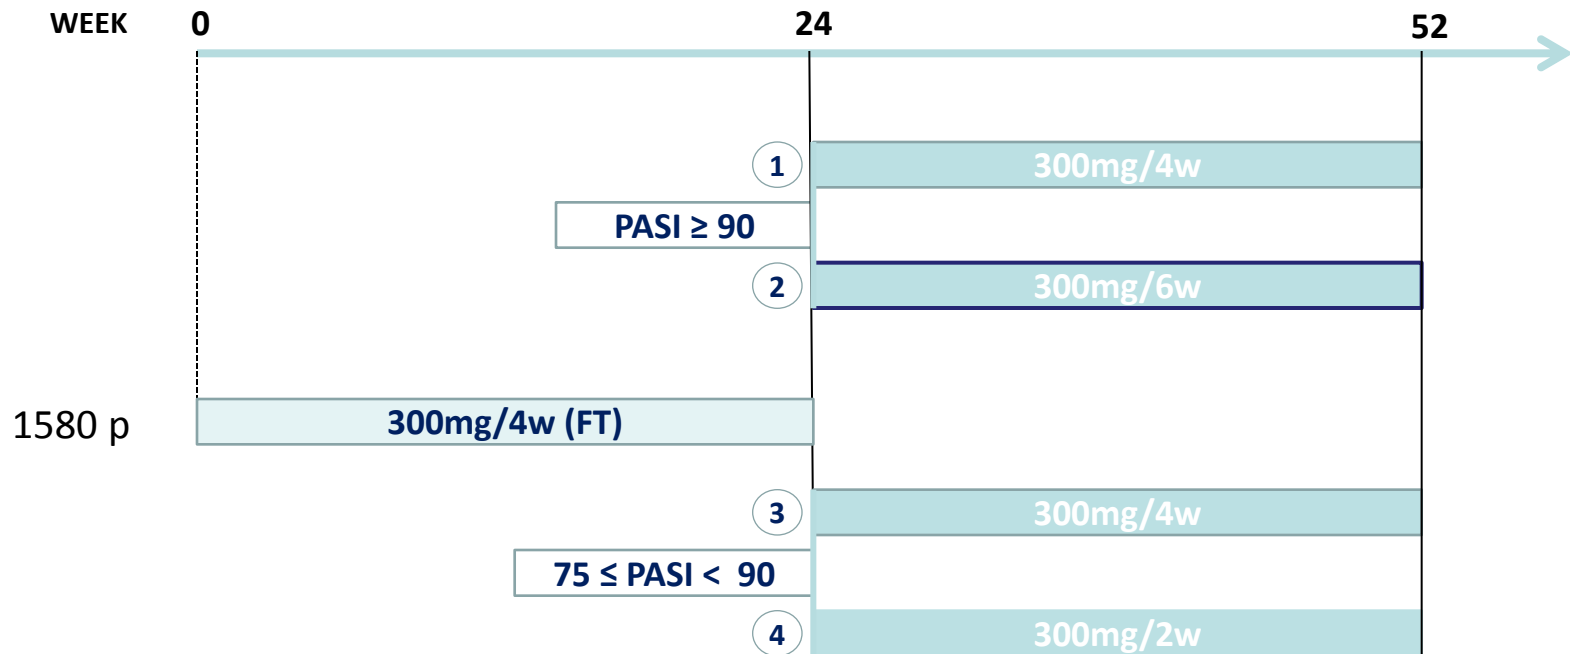 WEEK 0 24 52
1 300mg/4w
PASI ≥ 90
2 300mg/6w
1580 p 300mg/4w (FT)
3 300mg/4w
75 ≤ PASI < 90
4 300mg/2w